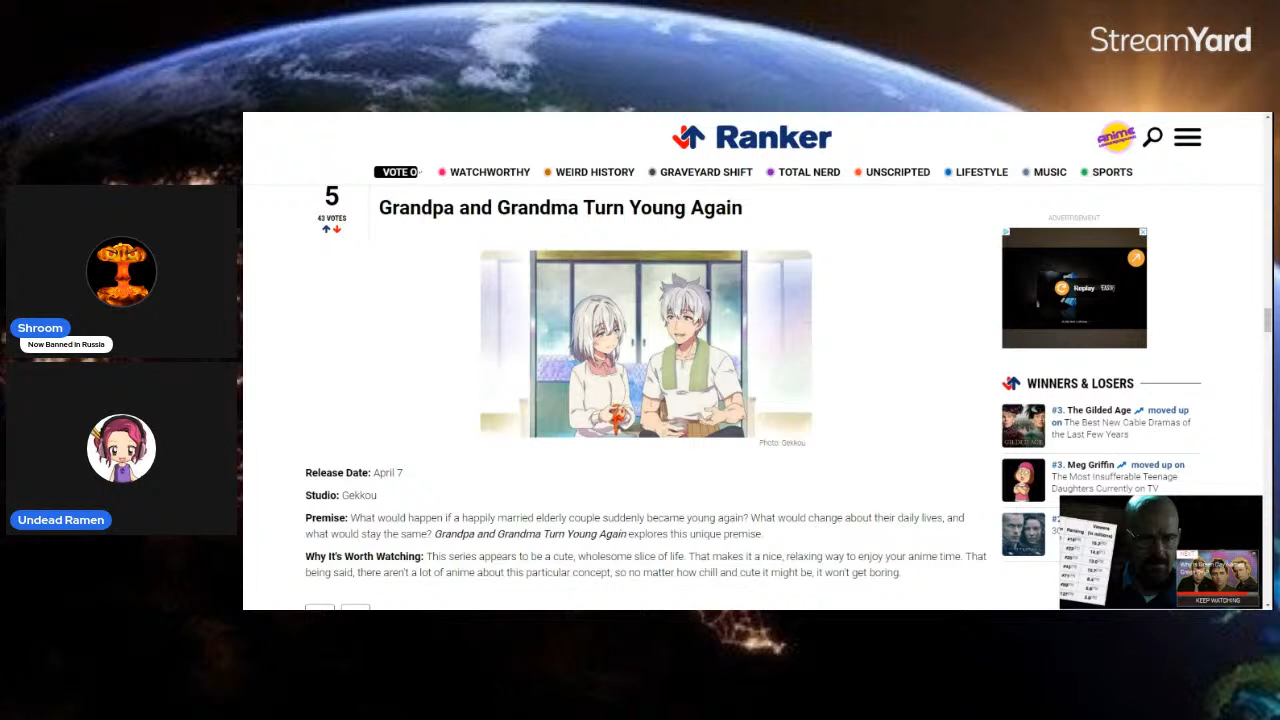 StreamYard
Ranker
anime
VOTE O
WATCHWORTHY
WEIRD HISTORY
GRAVEYARD SHIFT
TOTAL NERD
UNSCRIPTED
LIFESTYLE
MUSIC
SPORTS
5
43 VOTES
Grandpa and Grandma Turn Young Again
ADVERTISEMENT
Replay
Photo: Gekkou
Shroom
Now Banned in Russia
Undead Ramen
Release Date: April 7
Studio: Gekkou
Premise: What would happen if a happily married elderly couple suddenly became young again? What would change about their daily lives, and
what would stay the same? Grandpa and Grandma Turn Young Again explores this unique premise.
Why It's Worth Watching: This series appears to be a cute, wholesome slice of life. That makes it a nice, relaxing way to enjoy your anime time. That
being said, there aren't a lot of anime about this particular concept, so no matter how chill and cute it might be, it won't get boring.
WINNERS & LOSERS
#3. The Gilded Age moved up
on The Best New Cable Dramas of
the Last Few Years
#3. Meg Griffin moved up on
The Most Insufferable Teenage
Daughters Currently on TV
NEXT
KEEP WATCHING